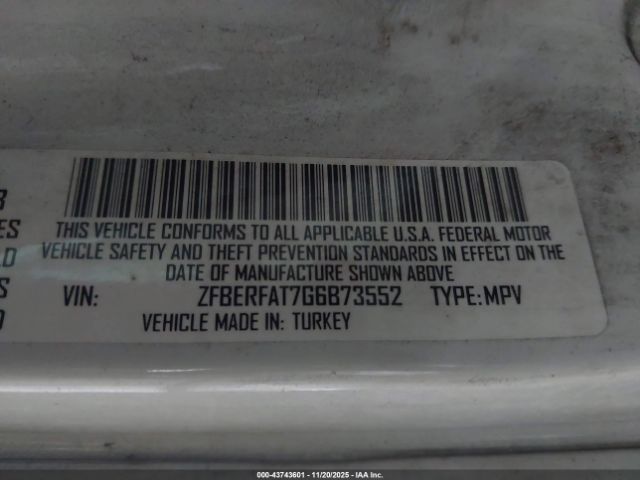 THIS VEHICLE CONFORMS TO ALL APPLICABLE U.S.A. FEDERAL MOTOR
VEHICLE SAFETY AND THEFT PREVENTION STANDARDS IN EFFECT ON THE
DATE OF MANUFACTURE SHOWN ABOVE
VIN: ZFBERFAT7G6B73552 TYPE:MPV
VEHICLE MADE IN: TURKEY
000-43743601 - 11/20/2025 - IAA Inc.